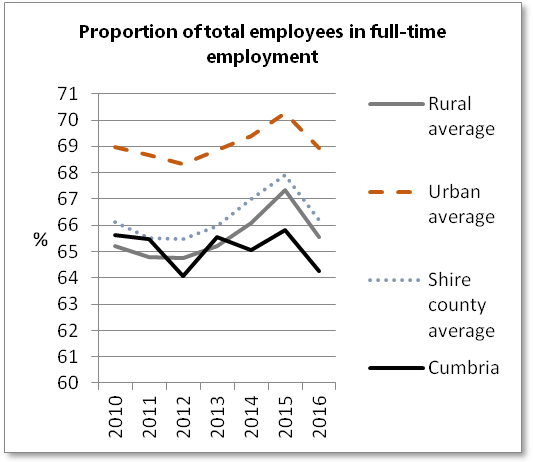 Proportion of total employees in full-time
employment
71
70
69
68
67
66
65
64
63
62
61
60
%
2010
2011
2012
2013
2014
2015
2016
Rural
average
Urban
average
Shire
county
average
Cumbria